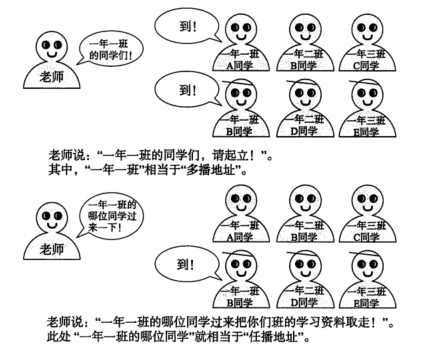 一年一班
的同学们！
老师
到！
一年一班
A同学
一年二班
B同学
一年三班
C同学
到！
一年一班
B同学
一年二班
D同学
一年三班
E同学
老师说：“一年一班的同学们，请起立！”。
其中，“一年一班”相当于“多播地址”。
一年一班的
哪位同学过
来一下！
老师
一年一班
A同学
一年二班
B同学
一年三班
C同学
到！
一年一班
B同学
一年二班
D同学
一年三班
E同学
老师说：“一年一班的哪位同学过来把你们班的学习资料取走！”。
此处“一年一班的哪位同学”就相当于“任播地址”。